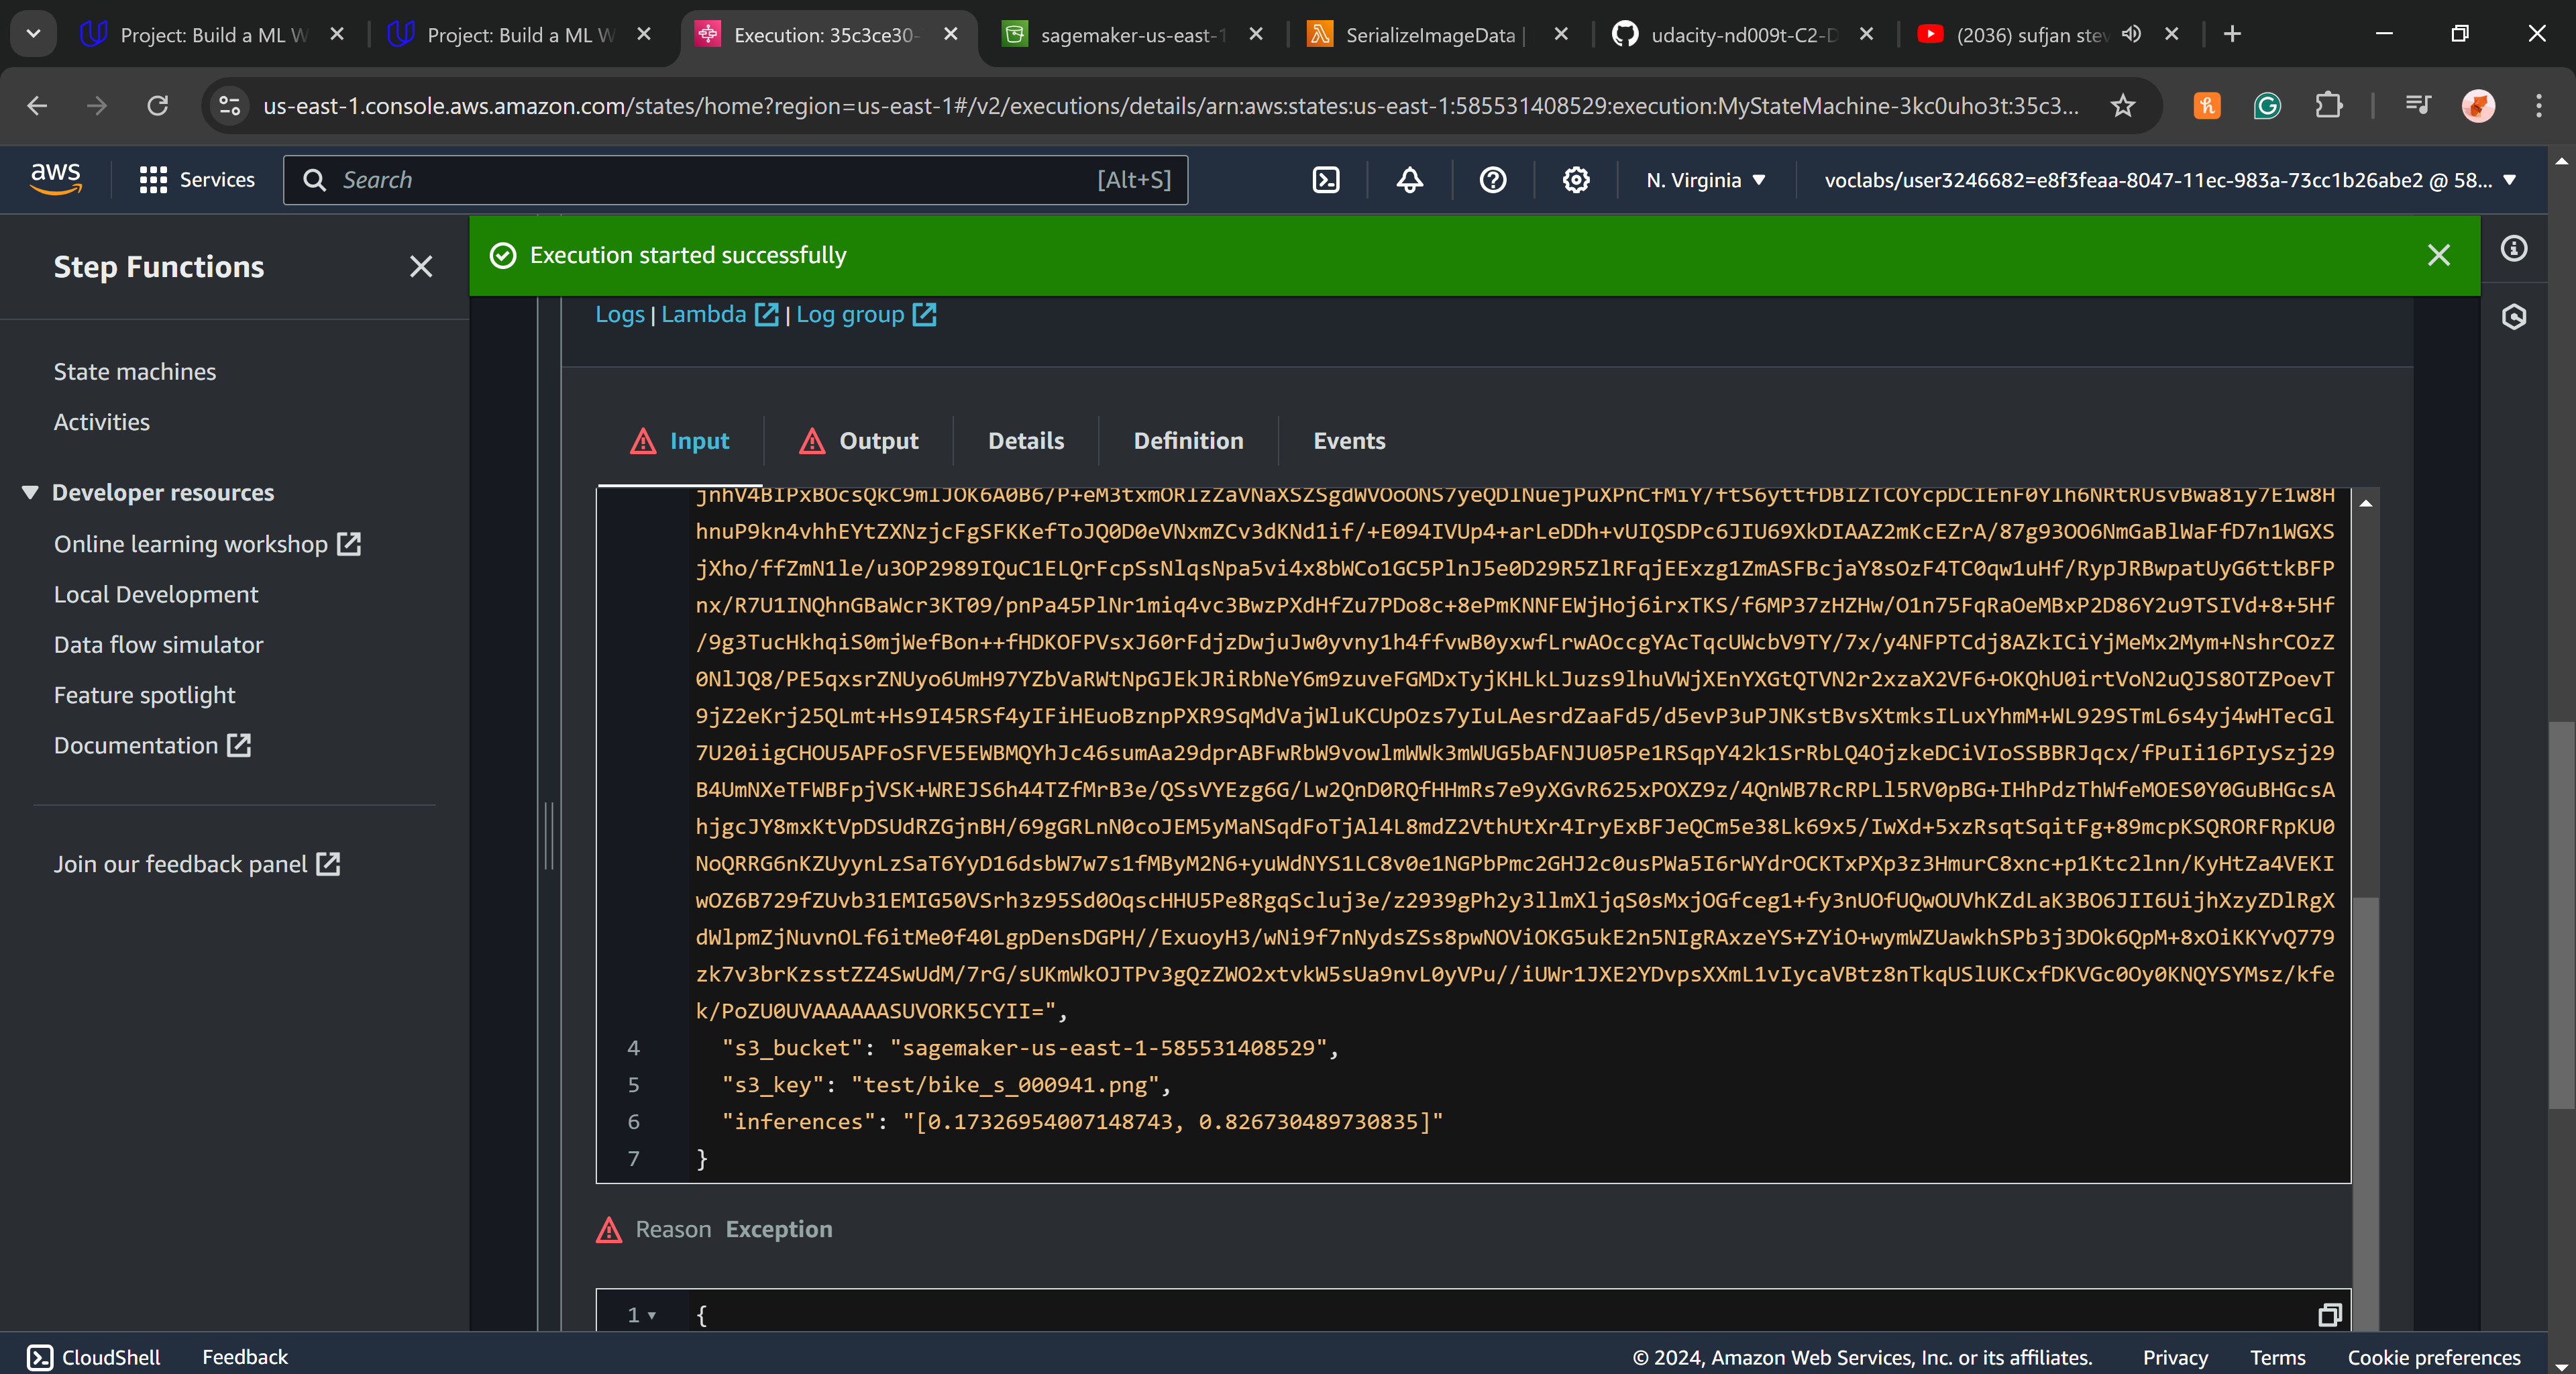 Project: Build a ML W
Project: Build a ML W
Execution: 35c3ce30-
sagemaker-us-east-1
SerializeImageData |
udacity-nd009t-C2-D
(2036) sufjan stev
us-east-1.console.aws.amazon.com/states/home?region=us-east-1#/v2/executions/details/arn:aws:states:us-east-1:585531408529:execution:MyStateMachine-3kc0uho3t:35c3...
aws
Services
Search
[Alt+S]
N. Virginia
voclabs/user3246682=e8f3feaa-8047-11ec-983a-73cc1b26abe2 @ 58...
Step Functions
Execution started successfully
State machines
Activities
Developer resources
Online learning workshop
Local Development
Data flow simulator
Feature spotlight
Documentation
Join our feedback panel
Logs | Lambda | Log group
Input
Output
Details
Definition
Events
hnuP9kn4vhhEYtZXNzjcFgSFKKefToJQ0D0eVNxmZCv3dKNd1if/+E094IVUp4+arLeDDh+vUIQSDPc6JIU69XkDIAAZ2mKcEZrA/87g93OO6NmGaBlWaFfD7n1WGXS
jXho/ffZmN1le/u3OP2989IQuC1ELQrFcpSsNlqsNpa5vi4x8bWCo1GC5PlnJ5e0D29R5ZlRFqjEExzg1ZmASFBcjaY8sOzF4TC0qw1uHf/RypJRBwpatUyG6ttkBFP
nx/R7U1INQhnGBaWcr3KT09/pnPa45PlNr1miq4vc3BwzPXdHfZu7PDo8c+8ePmKNNFEWjHoj6irxTKS/f6MP37zHZHw/O1n75FqRaOeMBxP2D86Y2u9TSIVd+8+5Hf
/9g3TucHkhqiS0mjWefBon++fHDKOFPVsxJ60rFdjzDwjuJw0yvny1h4ffvwB0yxwfLrwAOccgYAcTqcUWcbV9TY/7x/y4NFPTCdj8AZkICiYjMeMx2Mym+NshrCOzZ
0NlJQ8/PE5qxsrZNUyo6UmH97YZbVaRWtNpGJEkJRiRbNeY6m9zuveFGMDxTyjKHLkLJuzs9lhuVWjXEnYXGtQTVN2r2xzaX2VF6+OKQhU0irtVoN2uQJS8OTZPoevT
9jZ2eKrj25QLmt+Hs9I45RSf4yIFiHEuoBznpPXR9SqMdVajWluKCUpOzs7yIuLAesrdZaaFd5/d5evP3uPJNKstBvsXtmksILuxYhmM+WL929STmL6s4yj4wHTecGl
7U20iigCHOU5APFoSFVE5EWBMQYhJc46sumAa29dprABFwRbW9vowlmWWk3mWUG5bAFNJU05Pe1RSqpY42k1SrRbLQ4OjzkeDCiVIoSSBBRJqcx/fPuIi16PIySzj29
B4UmNXeTFWBFpjVSK+WREJS6h44TZfMrB3e/QSsVYEzg6G/Lw2QnD0RQfHHmRs7e9yXGvR625xPOXZ9z/4QnWB7RcRPLl5RV0pBG+IHhPdzThWfeMOES0Y0GuBHGcsA
hjgcJY8mxKtVpDSUdRZGjnBH/69gGRLnN0coJEM5yMaNSqdFoTjAl4L8mdZ2VthUtXr4IryExBFJeQCm5e38Lk69x5/IwXd+5xzRsqtSqitFg+89mcpKSQRORFRpKU0
NoQRRG6nKZUyynLzSaT6YyD16dsbW7w7s1fMByM2N6+yuWdNYS1LC8v0e1NGPbPmc2GHJ2c0usPWa5I6rWYdrOCKTxPXp3z3HmurC8xnc+p1Ktc2lnn/KyHtZa4VEKI
wOZ6B729fZUvb31EMIG50VSrh3z95Sd0OqscHHU5Pe8RgqScluj3e/z2939gPh2y3llmXljqS0sMxjOGfceg1+fy3nUOfUQwOUVhKZdLaK3BO6JII6UijhXzyZDlRgX
dWlpmZjNuvnOLf6itMe0f40LgpDensDGPH//ExuoyH3/wNi9f7nNydsZSs8pwNOViOKG5ukE2n5NIgRAxzeYS+ZYiO+wymWZUawkhSPb3j3DOk6QpM+8xOiKKYvQ779
zk7v3brKzsstZZ4SwUdM/7rG/sUKmWkOJTPv3gQzZWO2xtvkW5sUa9nvL0yVPu//iUWr1JXE2YDvpsXXmL1vIycaVBtz8nTkqUSlUKCxfDKVGc0Oy0KNQYSYMsz/kfe
k/PoZU0UVAAAAAASUVORK5CYII=",
4 "s3_bucket": "sagemaker-us-east-1-585531408529",
5 "s3_key": "test/bike_s_000941.png",
6 "inferences": "[0.17326954007148743, 0.826730489730835]"
7 }
Reason Exception
1 {
CloudShell
Feedback
© 2024, Amazon Web Services, Inc. or its affiliates.
Privacy
Terms
Cookie preferences